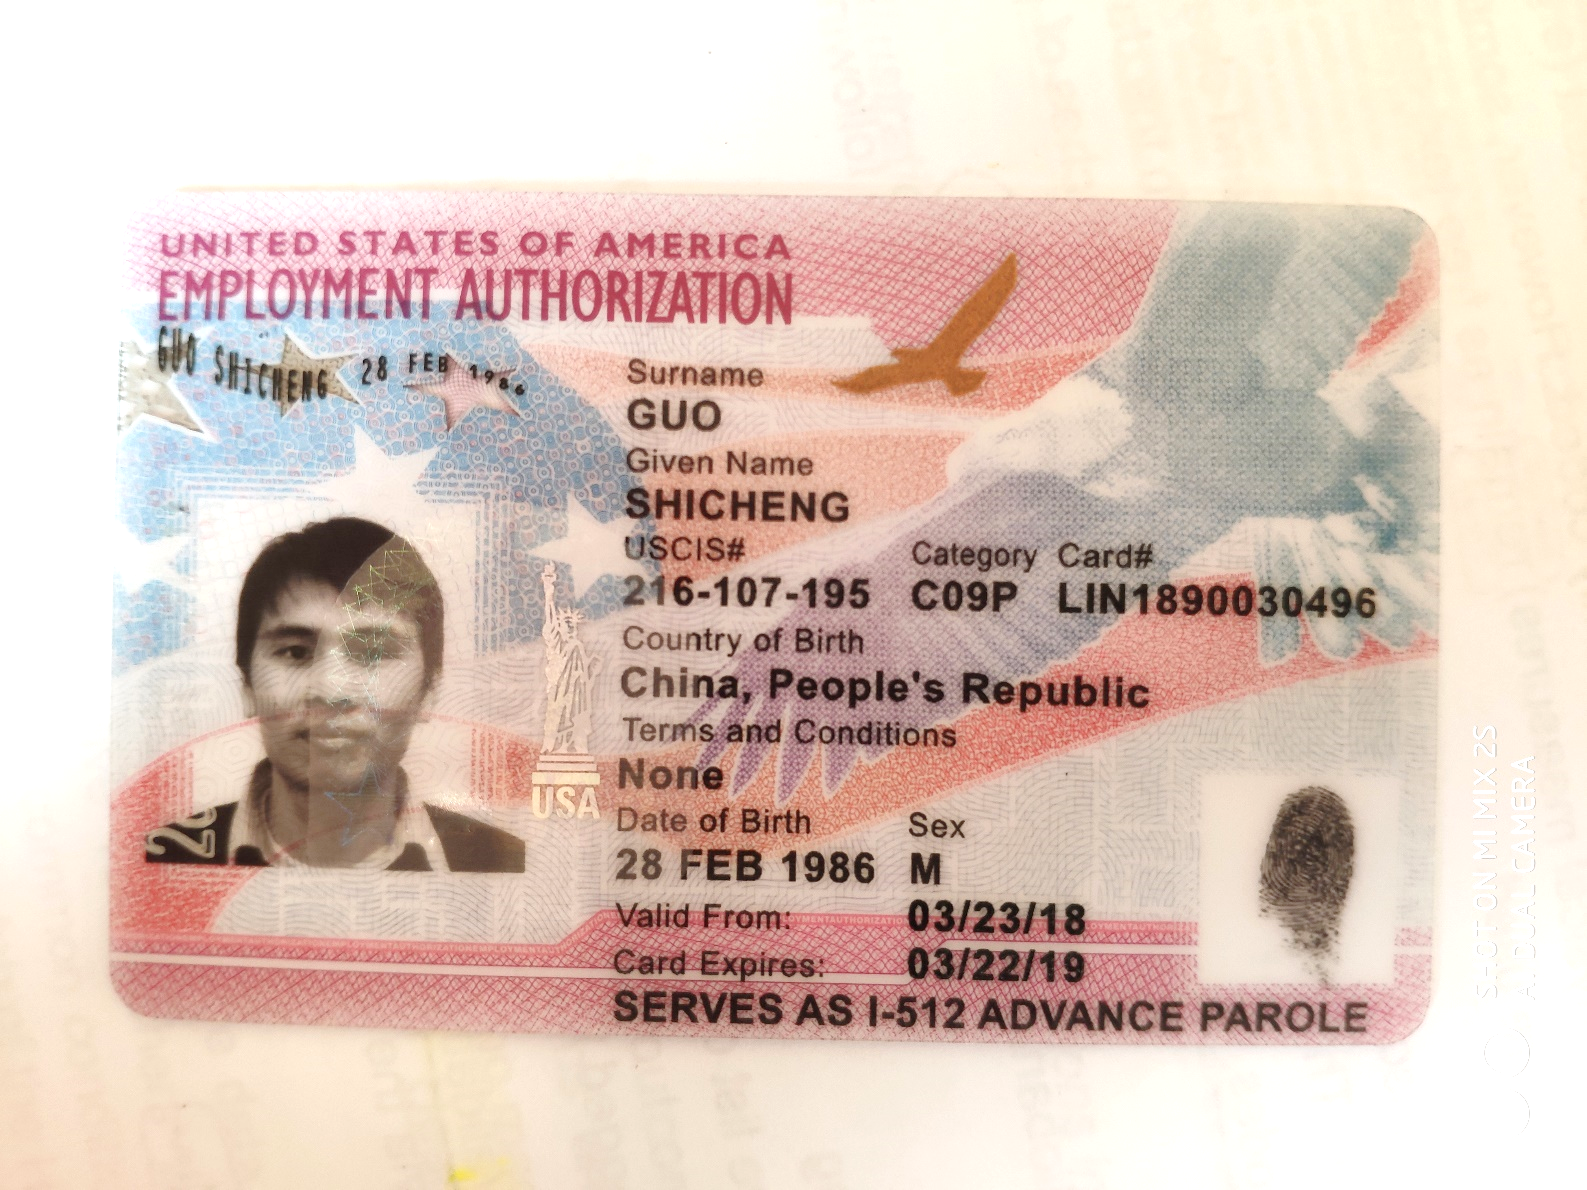 UNITED STATES OF AMERICA
EMPLOYMENT AUTHORIZATION
GUO SHICHENG 28 FEB 1986
Surname
GUO
Given Name
SHICHENG
USCIS# Category Card#
216-107-195 C09P LIN1890030496
Country of Birth
China, People's Republic
Terms and Conditions
None
USA
Date of Birth Sex
28 FEB 1986 M
Valid From: 03/23/18
Card Expires: 03/22/19
SERVES AS I-512 ADVANCE PAROLE
SHOT ON MI MIX 2S
AI DUAL CAMERA